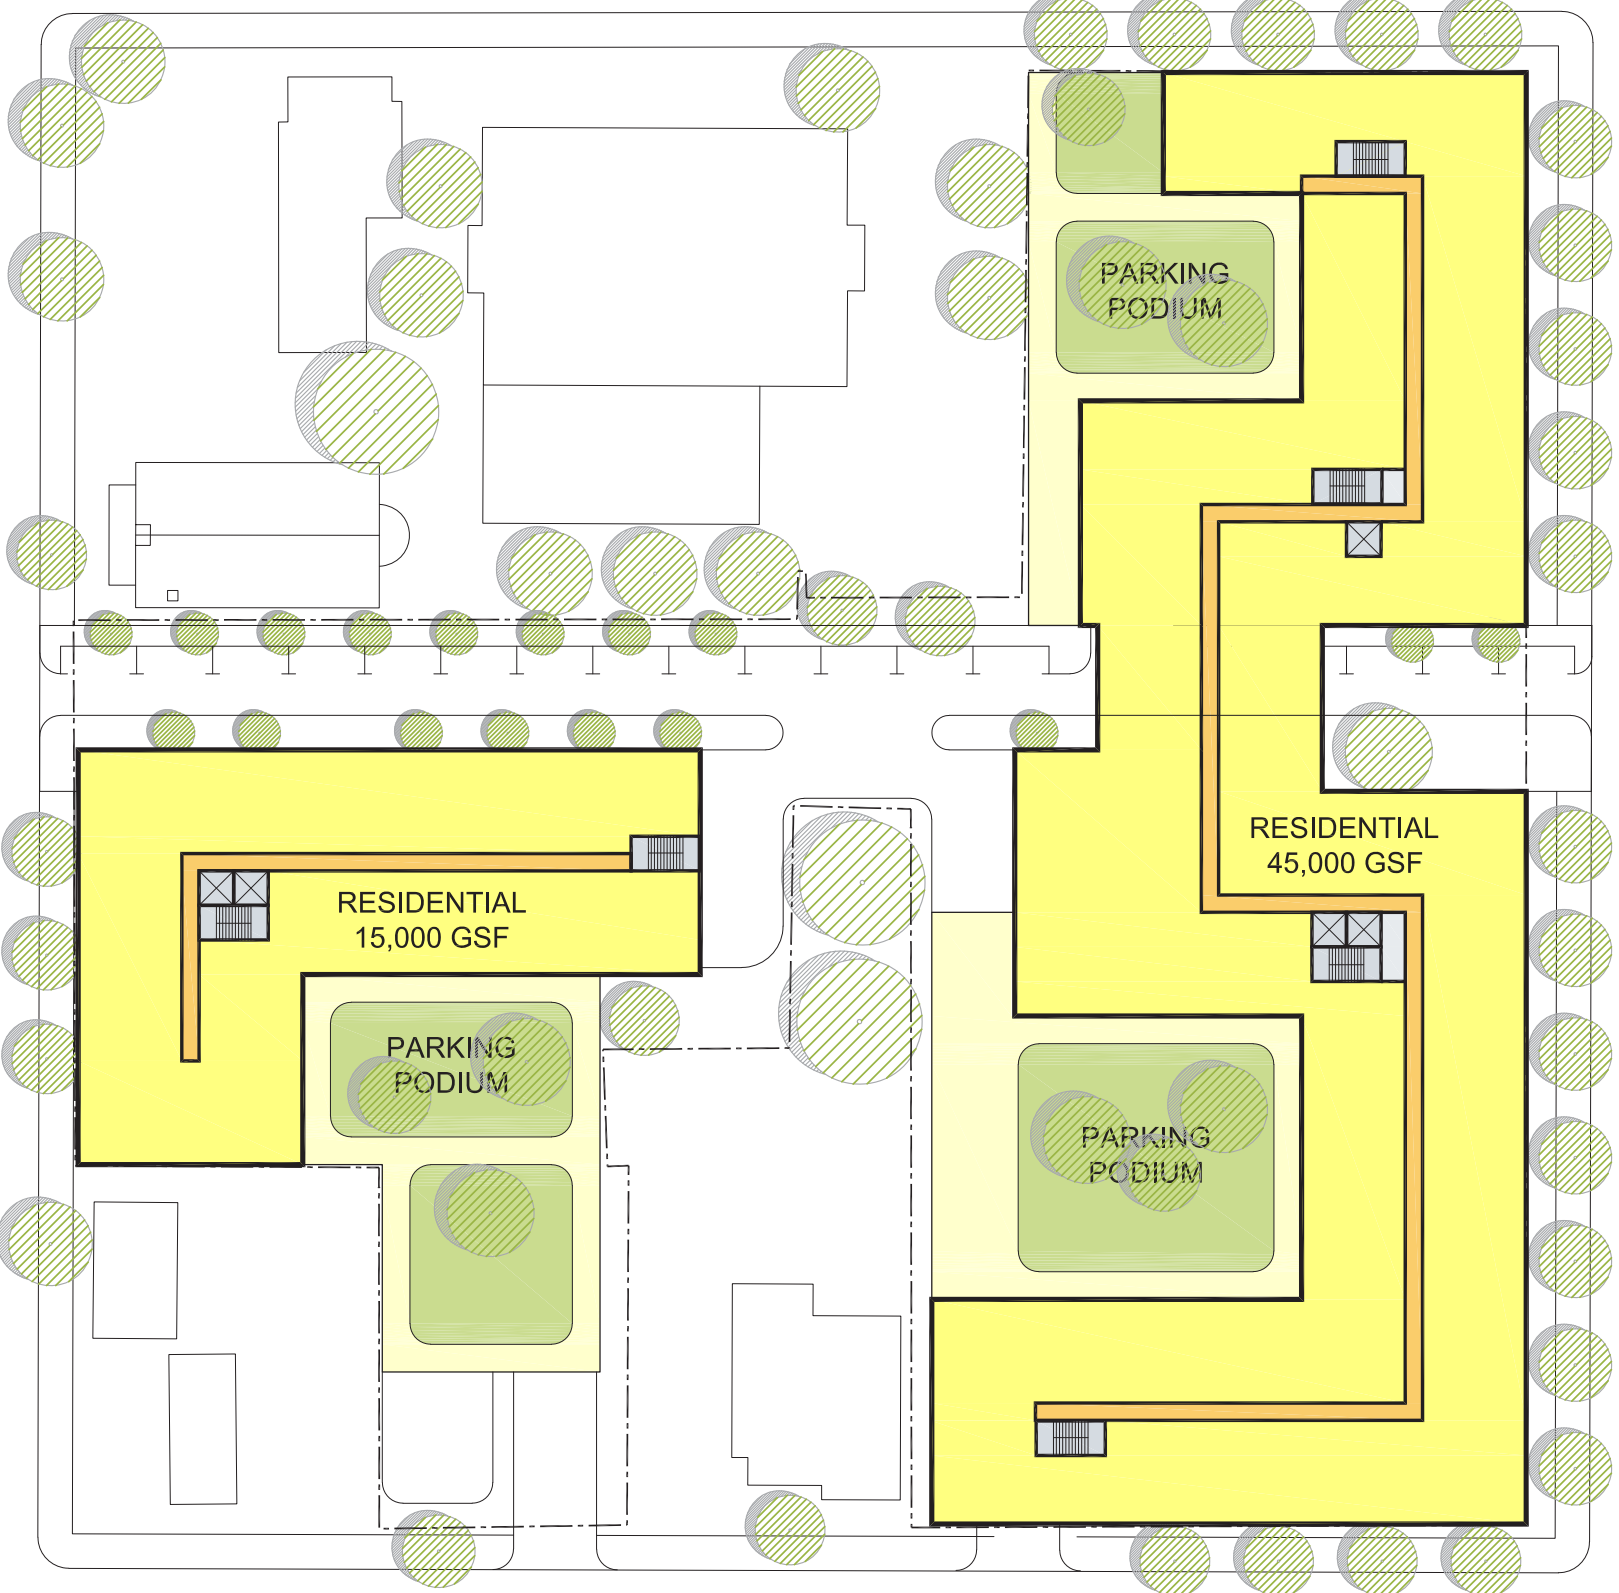 PARKING
PODIUM
RESIDENTIAL
45,000 GSF
RESIDENTIAL
15,000 GSF
PARKING
PODIUM
PARKING
PODIUM